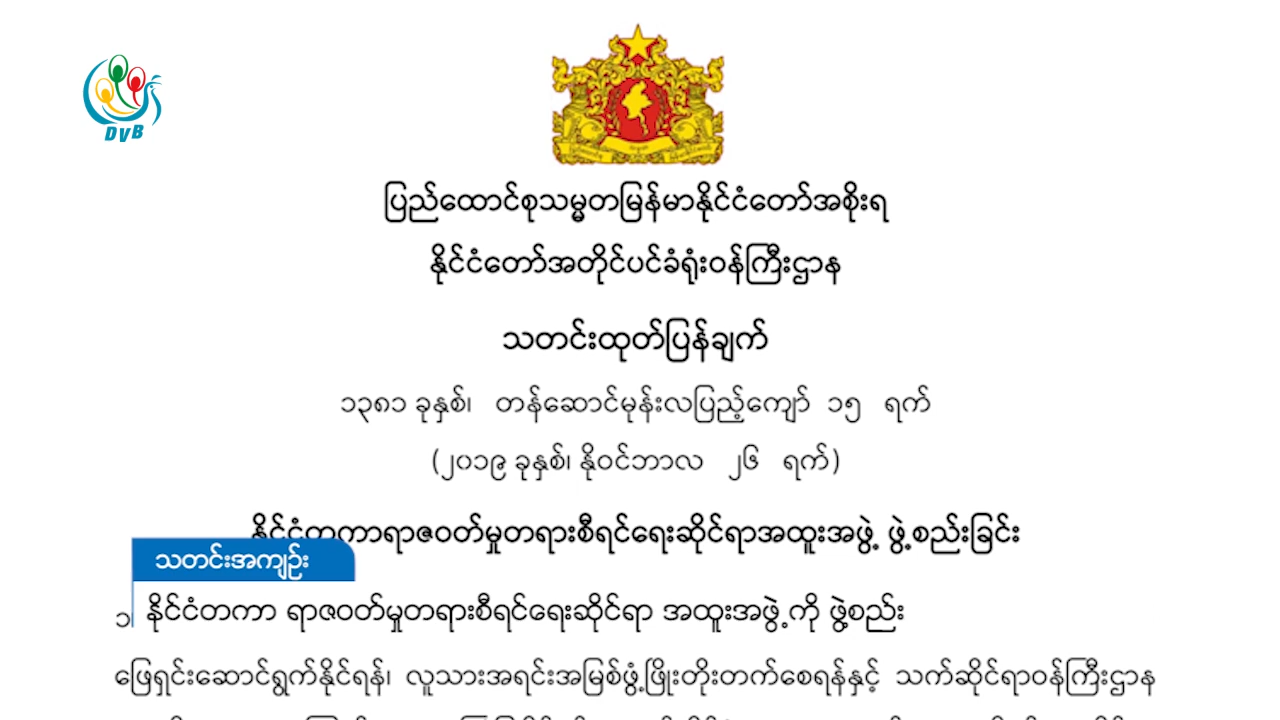 DVB
ပြည်ထောင်စုသမ္မတမြန်မာနိုင်ငံတော်အစိုးရ
နိုင်ငံတော်အတိုင်ပင်ခံရုံးဝန်ကြီးဌာန
သတင်းထုတ်ပြန်ချက်
၁၃၈၁ ခုနှစ်၊ တန်ဆောင်မုန်းလပြည့်ကျော် ၁၅ ရက်
(၂၀၁၉ ခုနှစ်၊ နိုဝင်ဘာလ ၂၆ ရက်)
နိုင်ငံတကာရာဇဝတ်မှုတရားစီရင်ရေးဆိုင်ရာအထူးအဖွဲ့ ဖွဲ့စည်းခြင်း
သတင်းအကျဉ်း
၁
နိုင်ငံတကာ ရာဇဝတ်မှုတရားစီရင်ရေးဆိုင်ရာ အထူးအဖွဲ့ကို ဖွဲ့စည်း
ဖြေရှင်းဆောင်ရွက်နိုင်ရန်၊ လူသားအရင်းအမြစ်ဖွံ့ဖြိုးတိုးတက်စေရန်နှင့် သက်ဆိုင်ရာဝန်ကြီးဌာန